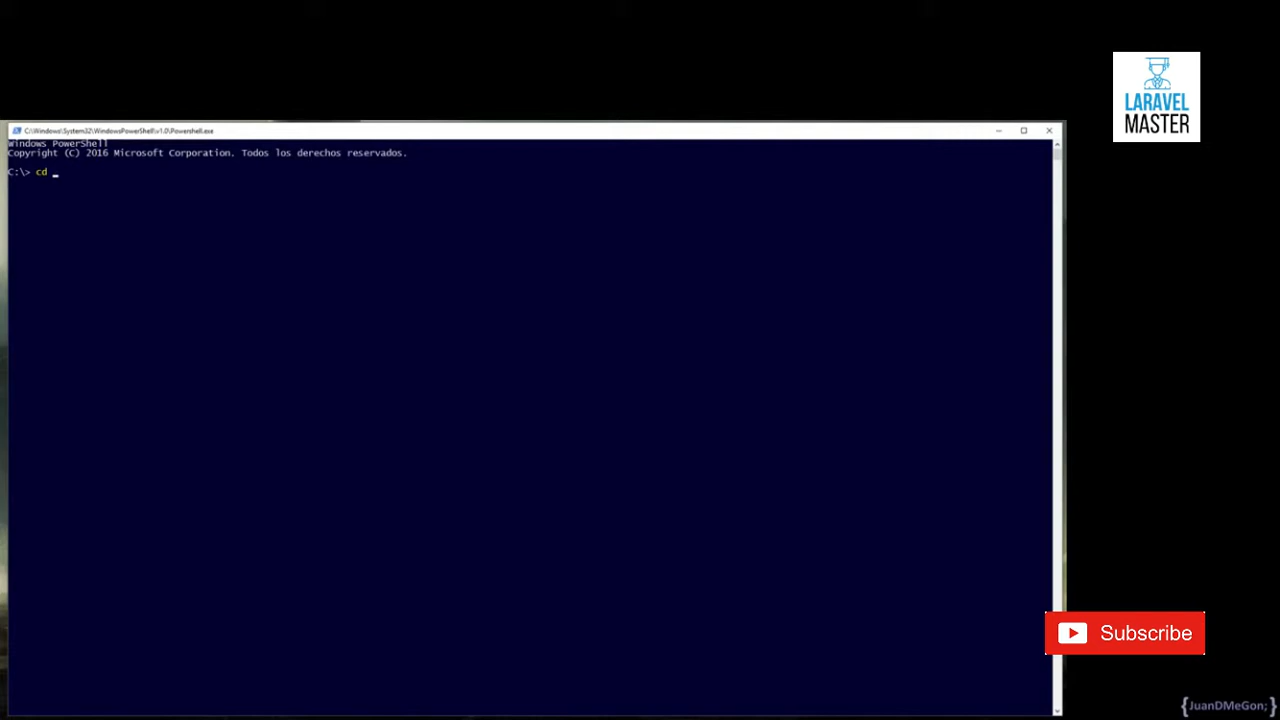 LARAVEL
MASTER
C:\Windows\System32\WindowsPowerShell\v1.0\Powershell.exe
Windows PowerShell
Copyright (C) 2016 Microsoft Corporation. Todos los derechos reservados.
C:\> cd _
Subscribe
{JuanDMeGon;}